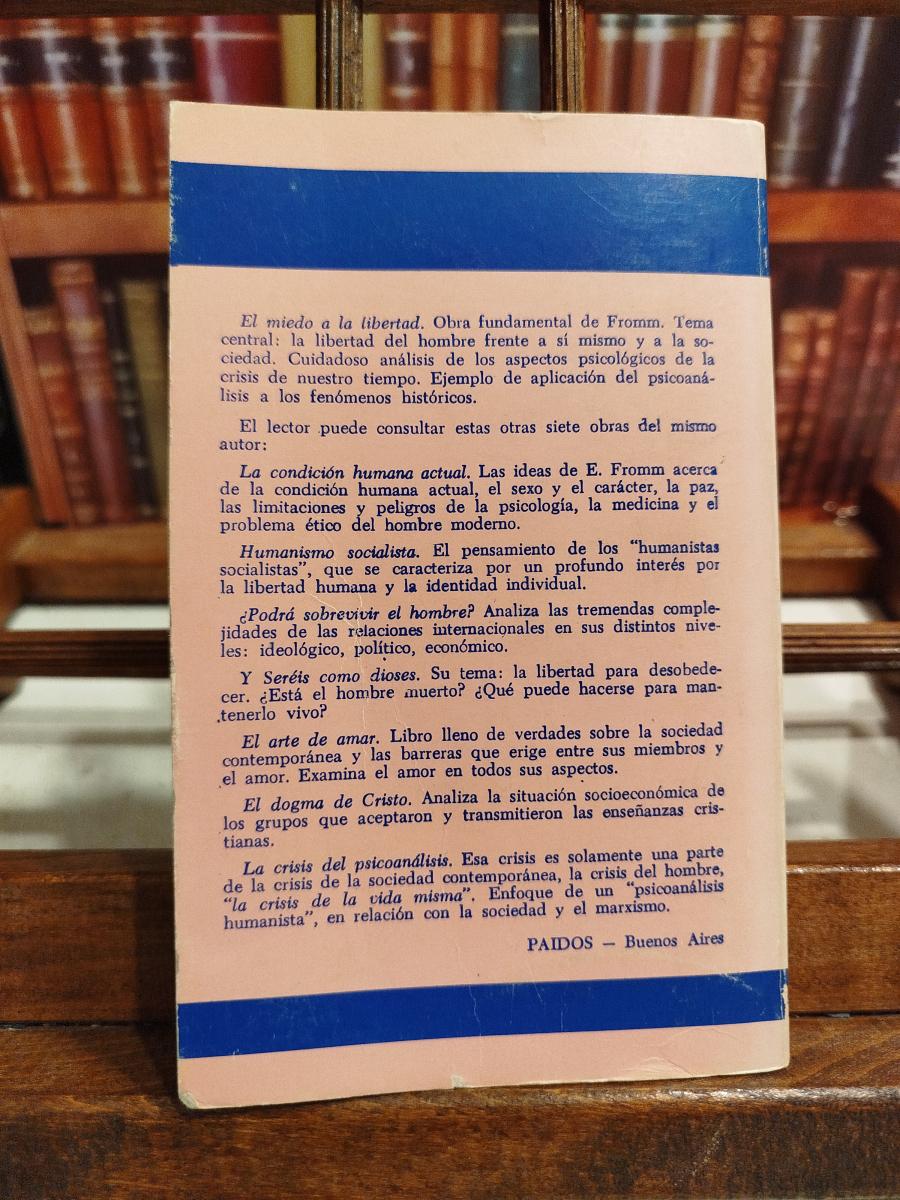 El miedo a la libertad. Obra fundamental de Fromm. Tema
central: la libertad del hombre frente a sí mismo y a la so-
ciedad. Cuidadoso análisis de los aspectos psicológicos de la
crisis de nuestro tiempo. Ejemplo de aplicación del psicoaná-
lisis a los fenómenos históricos.
El lector puede consultar estas otras siete obras del mismo
autor:
La condición humana actual. Las ideas de E. Fromm acerca
de la condición humana actual, el sexo y el carácter, la paz,
las limitaciones y peligros de la psicología, la medicina y el
problema ético del hombre moderno.
Humanismo socialista. El pensamiento de los "humanistas
socialistas", que se caracteriza por un profundo interés por
la libertad humana y la identidad individual.
¿Podrá sobrevivir el hombre? Analiza las tremendas comple-
jidades de las relaciones internacionales en sus distintos nive-
les: ideológico, político, económico.
Y Seréis como dioses. Su tema: la libertad para desobede-
cer. ¿Está el hombre muerto? ¿Qué puede hacerse para man-
tenerlo vivo?
El arte de amar. Libro lleno de verdades sobre la sociedad
contemporánea y las barreras que erige entre sus miembros y
el amor. Examina el amor en todos sus aspectos.
El dogma de Cristo. Analiza la situación socioeconómica de
los grupos que aceptaron y transmitieron las enseñanzas cris-
tianas.
La crisis del psicoanálisis. Esa crisis es solamente una parte
de la crisis de la sociedad contemporánea, la crisis del hombre,
"la crisis de la vida misma". Enfoque de un "psicoanálisis
humanista", en relación con la sociedad y el marxismo.
PAIDOS — Buenos Aires